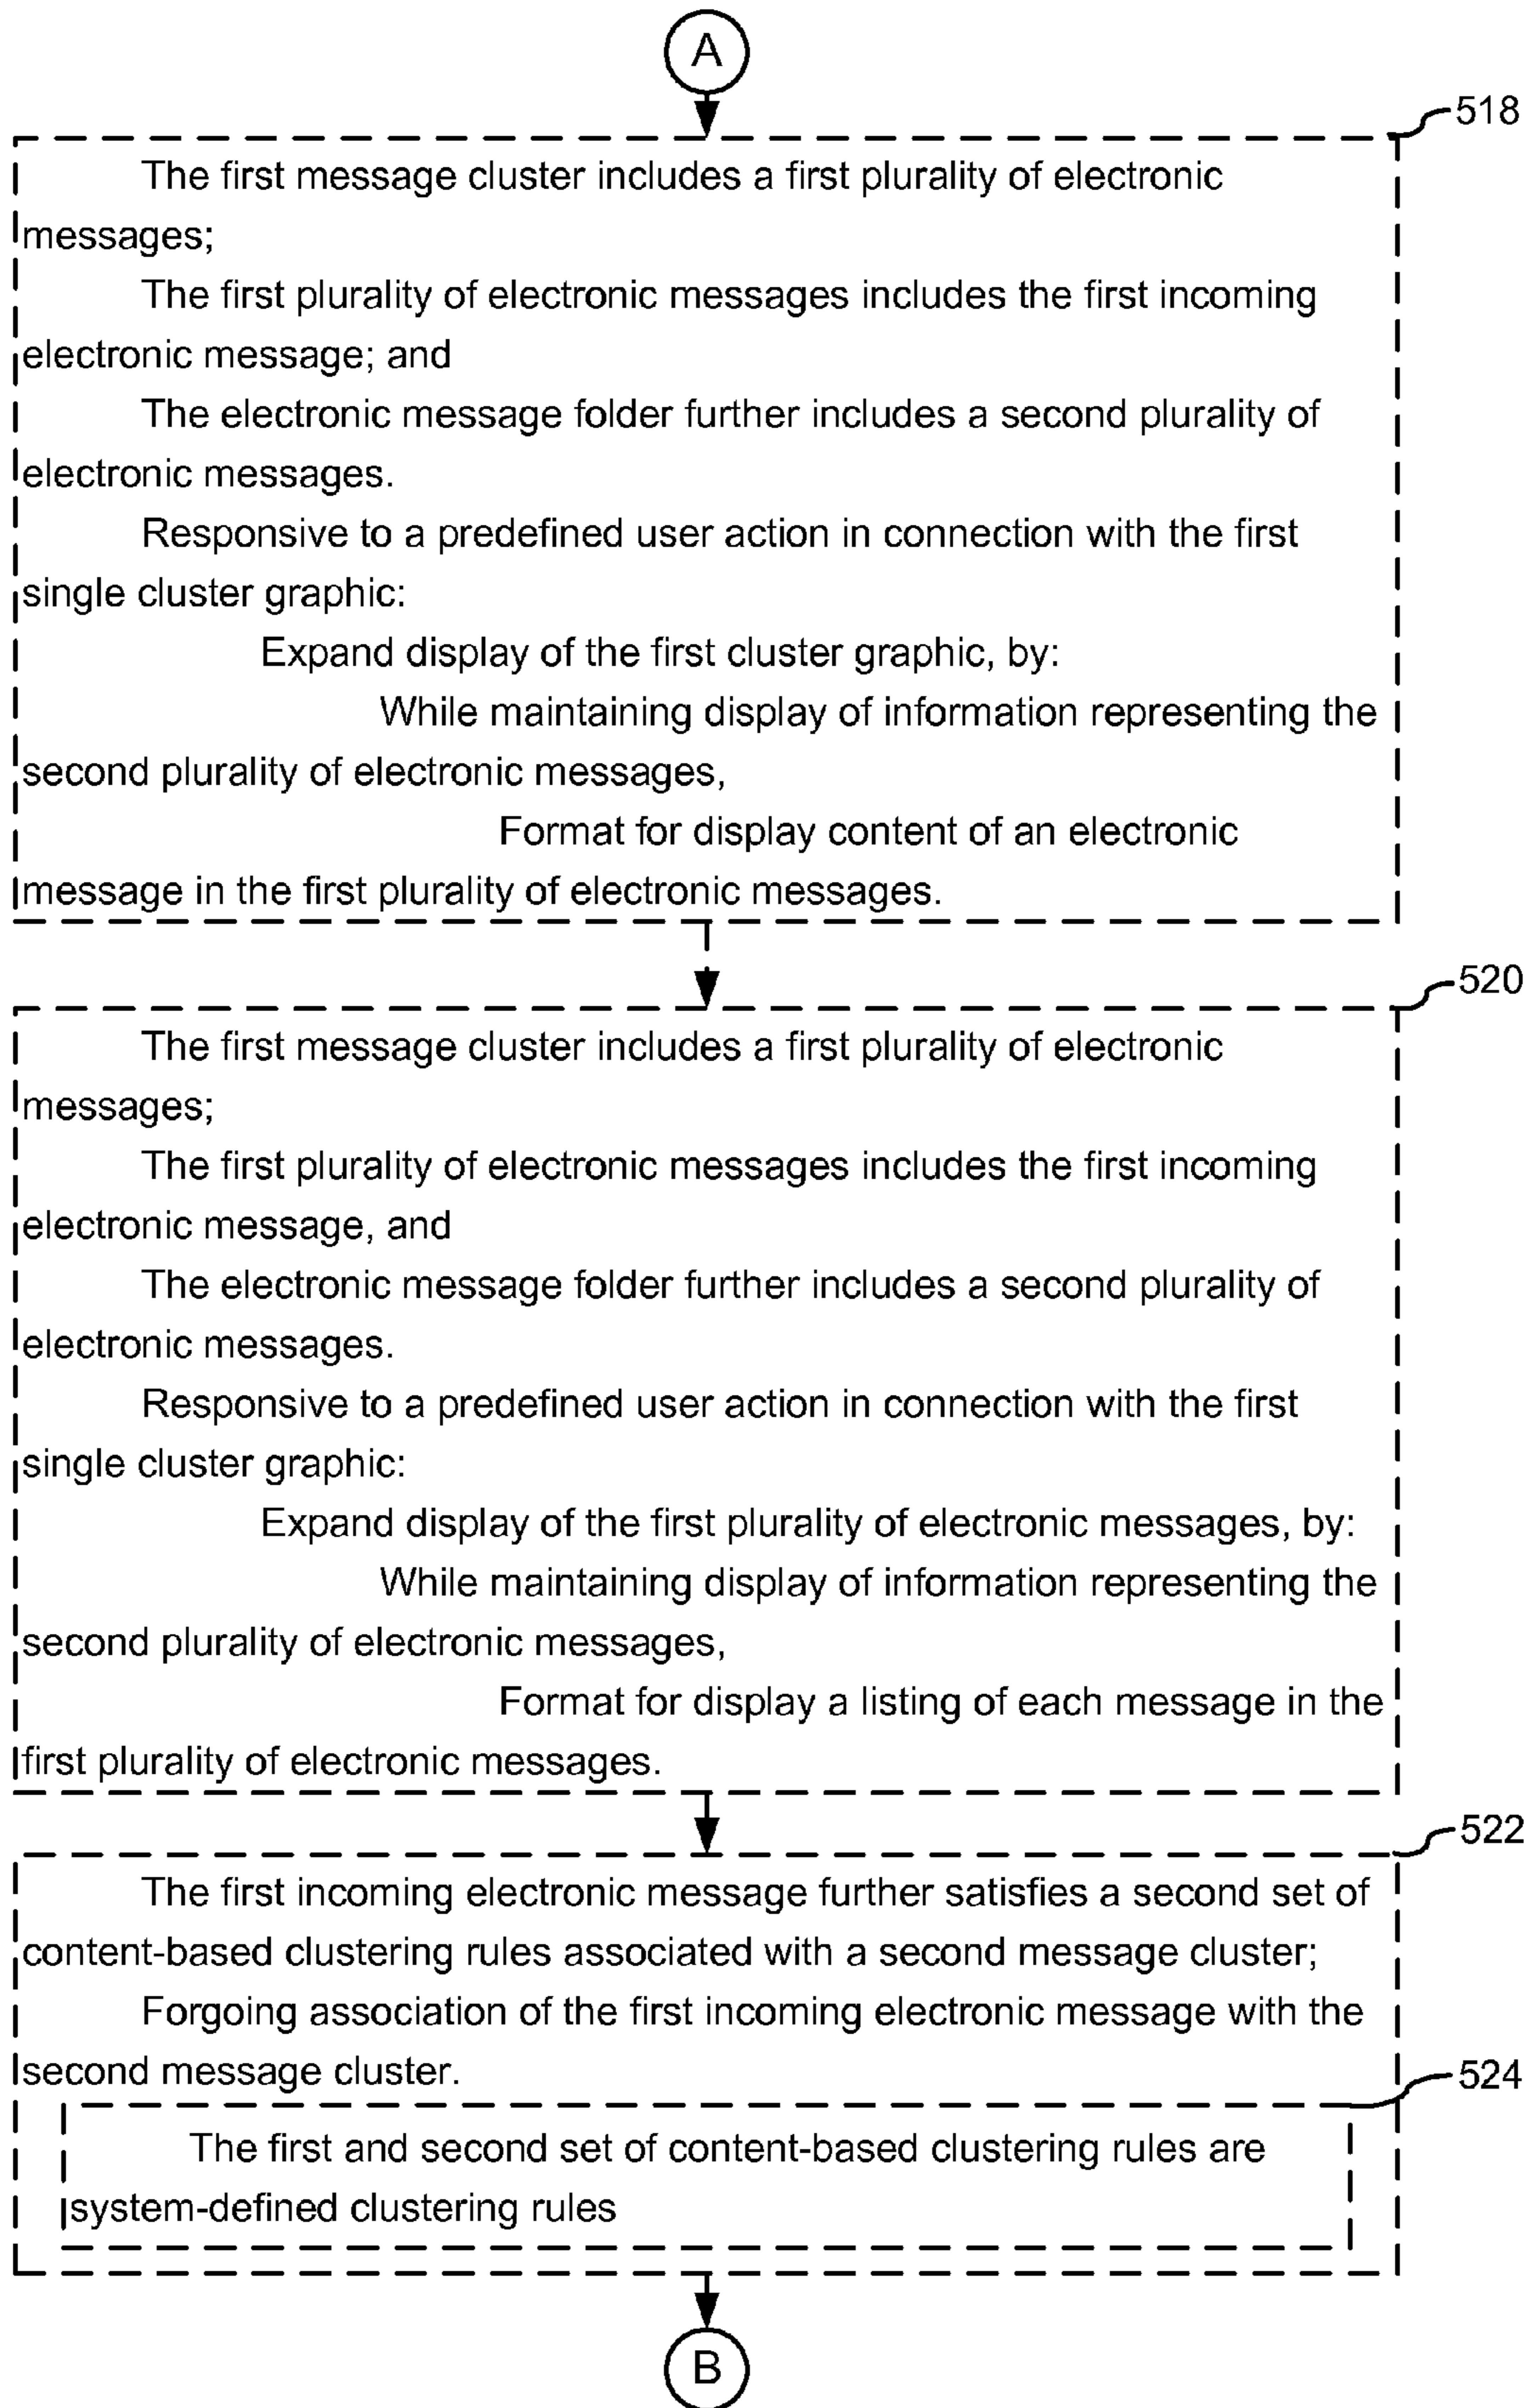 A
518
The first message cluster includes a first plurality of electronic
messages;
The first plurality of electronic messages includes the first incoming
electronic message; and
The electronic message folder further includes a second plurality of
electronic messages.
Responsive to a predefined user action in connection with the first
single cluster graphic:
Expand display of the first cluster graphic, by:
While maintaining display of information representing the
second plurality of electronic messages,
Format for display content of an electronic
message in the first plurality of electronic messages.
520
The first message cluster includes a first plurality of electronic
messages;
The first plurality of electronic messages includes the first incoming
electronic message, and
The electronic message folder further includes a second plurality of
electronic messages.
Responsive to a predefined user action in connection with the first
single cluster graphic:
Expand display of the first plurality of electronic messages, by:
While maintaining display of information representing the
second plurality of electronic messages,
Format for display a listing of each message in the
first plurality of electronic messages.
522
The first incoming electronic message further satisfies a second set of
content-based clustering rules associated with a second message cluster;
Forgoing association of the first incoming electronic message with the
second message cluster.
524
The first and second set of content-based clustering rules are
system-defined clustering rules
B